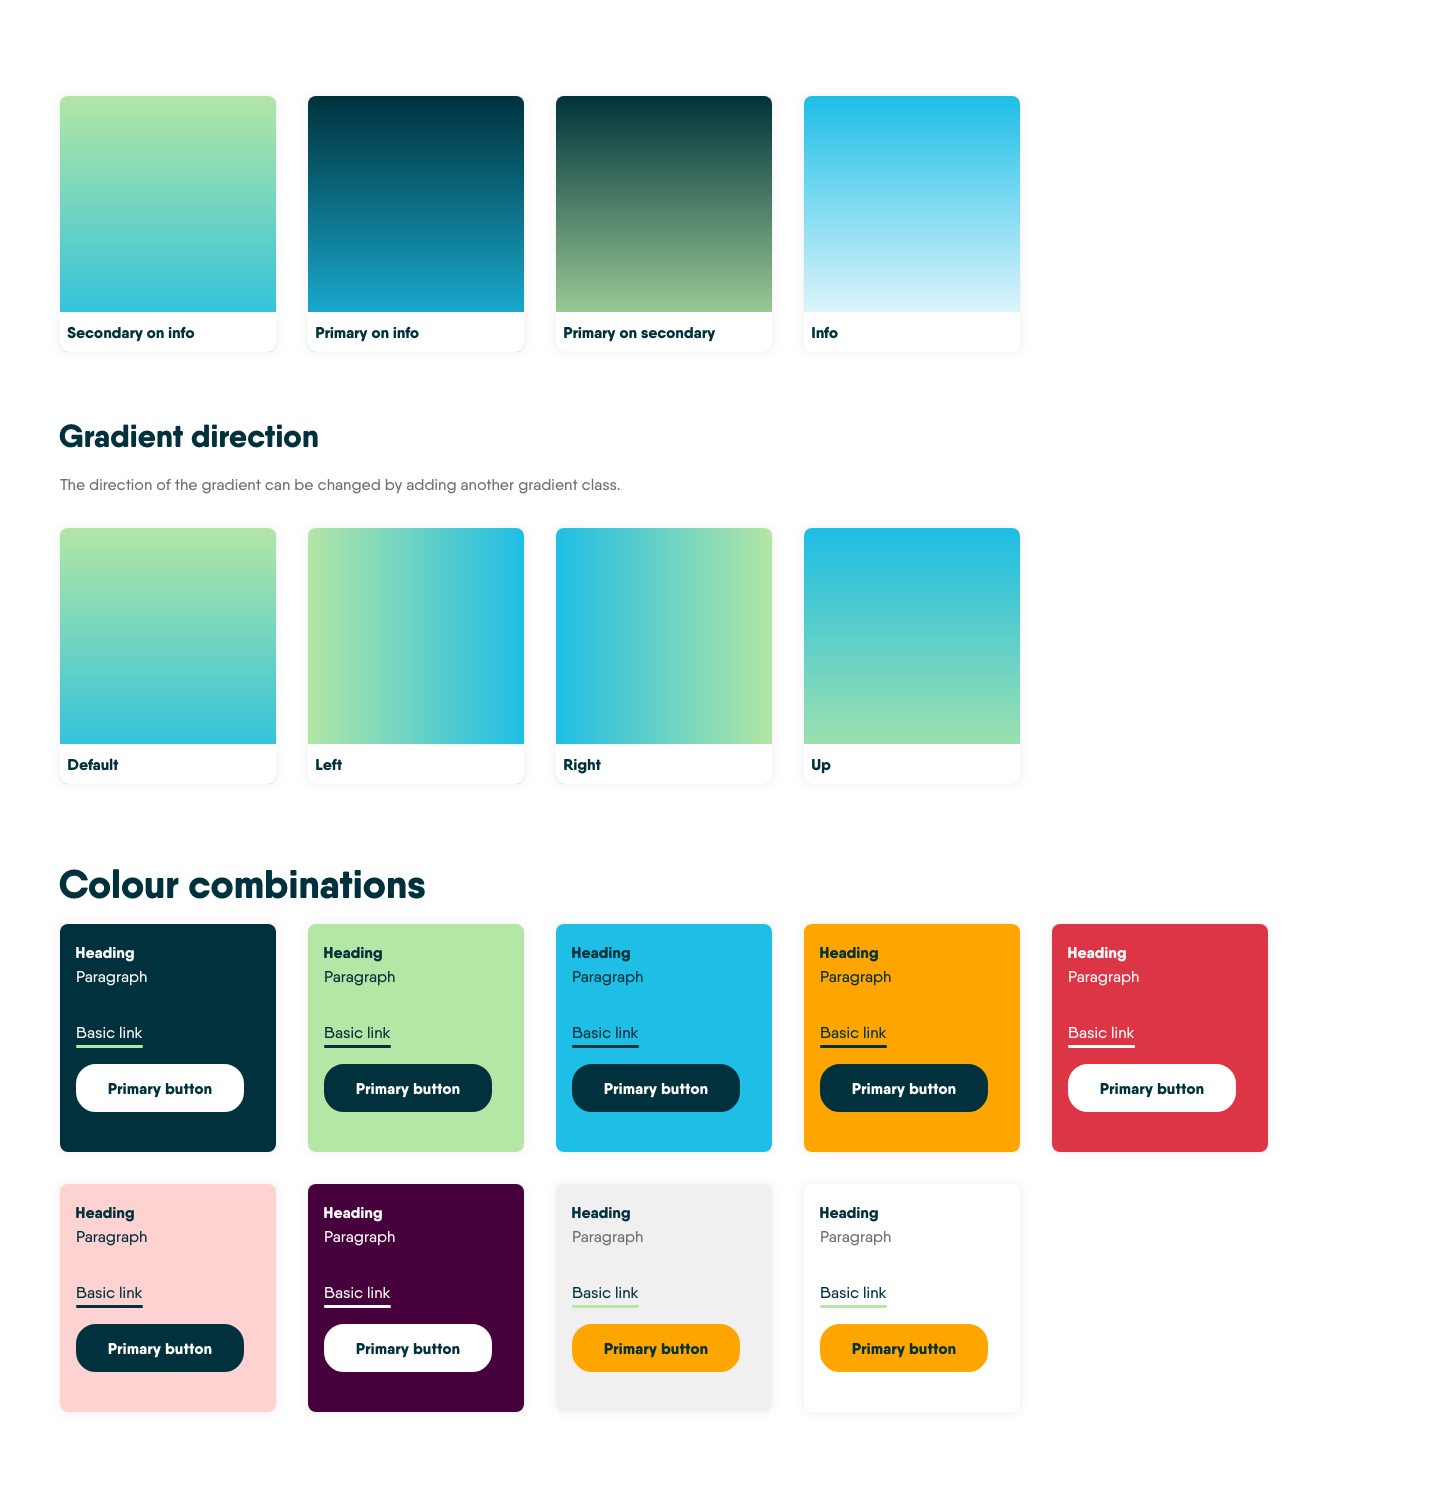 Secondary on info
Primary on info
Primary on secondary
Info
Gradient direction
The direction of the gradient can be changed by adding another gradient class.
Default
Left
Right
Up
Colour combinations
Heading
Paragraph
Basic link
Primary button
Heading
Paragraph
Basic link
Primary button
Heading
Paragraph
Basic link
Primary button
Heading
Paragraph
Basic link
Primary button
Heading
Paragraph
Basic link
Primary button
Heading
Paragraph
Basic link
Primary button
Heading
Paragraph
Basic link
Primary button
Heading
Paragraph
Basic link
Primary button
Heading
Paragraph
Basic link
Primary button